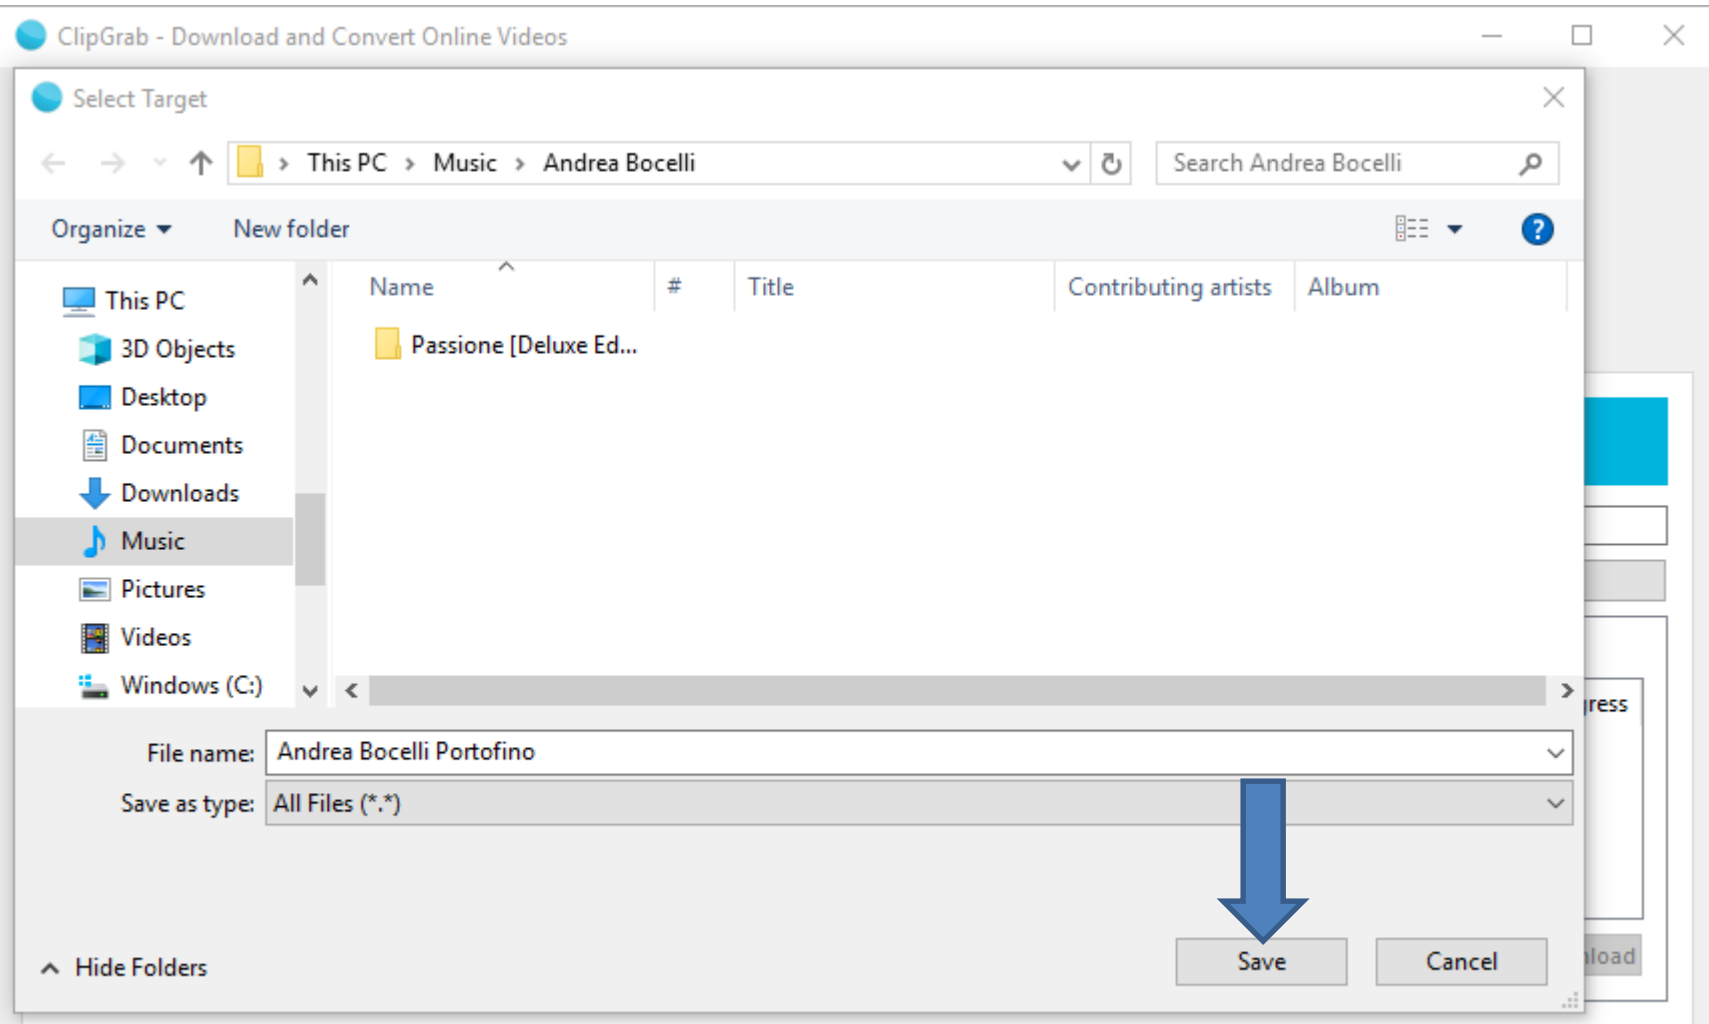 ClipGrab - Download and Convert Online Videos
Select Target
This PC > Music > Andrea Bocelli
Search Andrea Bocelli
Organize
New folder
?
Name
#
Title
Contributing artists
Album
This PC
3D Objects
Desktop
Documents
Downloads
Music
Pictures
Videos
Windows (C:)
Passione [Deluxe Ed...
gress
File name: Andrea Bocelli Portofino
Save as type: All Files (*.*)
Hide Folders
Save
Cancel
nload